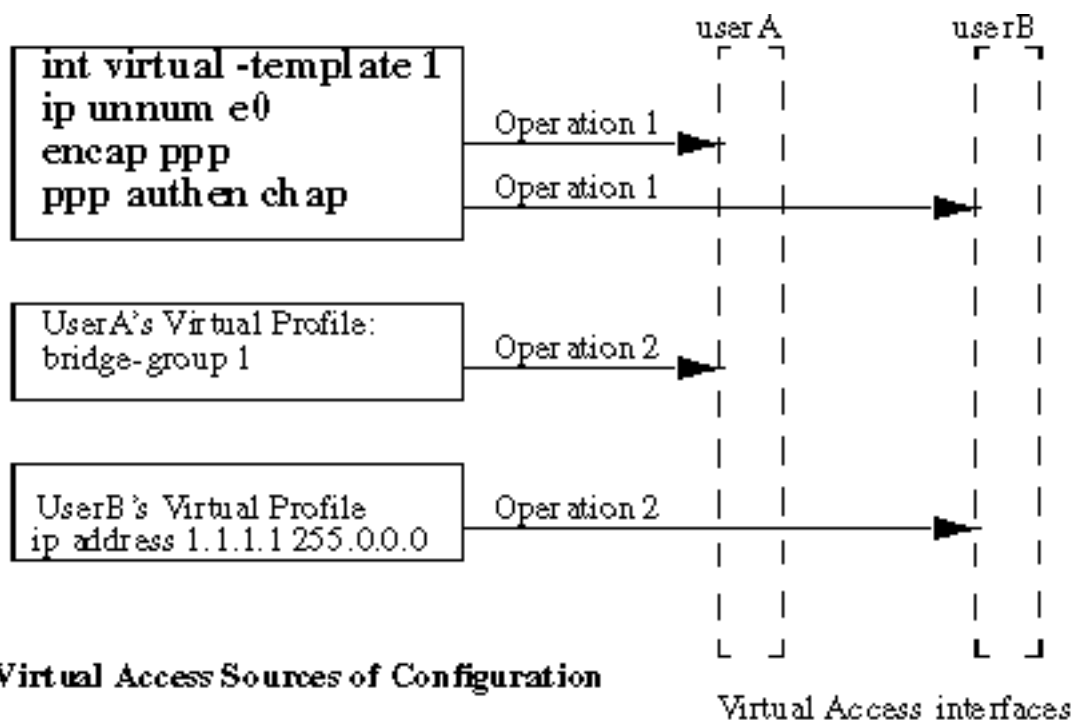 userA
userB
int virtual-template 1
ip unnum e0
encap ppp
ppp authen chap
Operation 1
Operation 1
UserA's Virtual Profile:
bridge-group 1
Operation 2
UserB's Virtual Profile
ip address 1.1.1.1 255.0.0.0
Operation 2
Virtual Access Sources of Configuration
Virtual Access interfaces